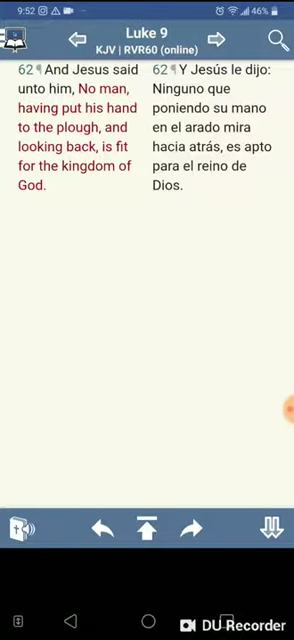 9:52
46%
Luke 9
KJV | RVR60 (online)
62¶ And Jesus said
unto him, No man,
having put his hand
to the plough, and
looking back, is fit
for the kingdom of
God.
62¶ Y Jesús le dijo:
Ninguno que
poniendo su mano
en el arado mira
hacia atrás, es apto
para el reino de
Dios.
DU Recorder